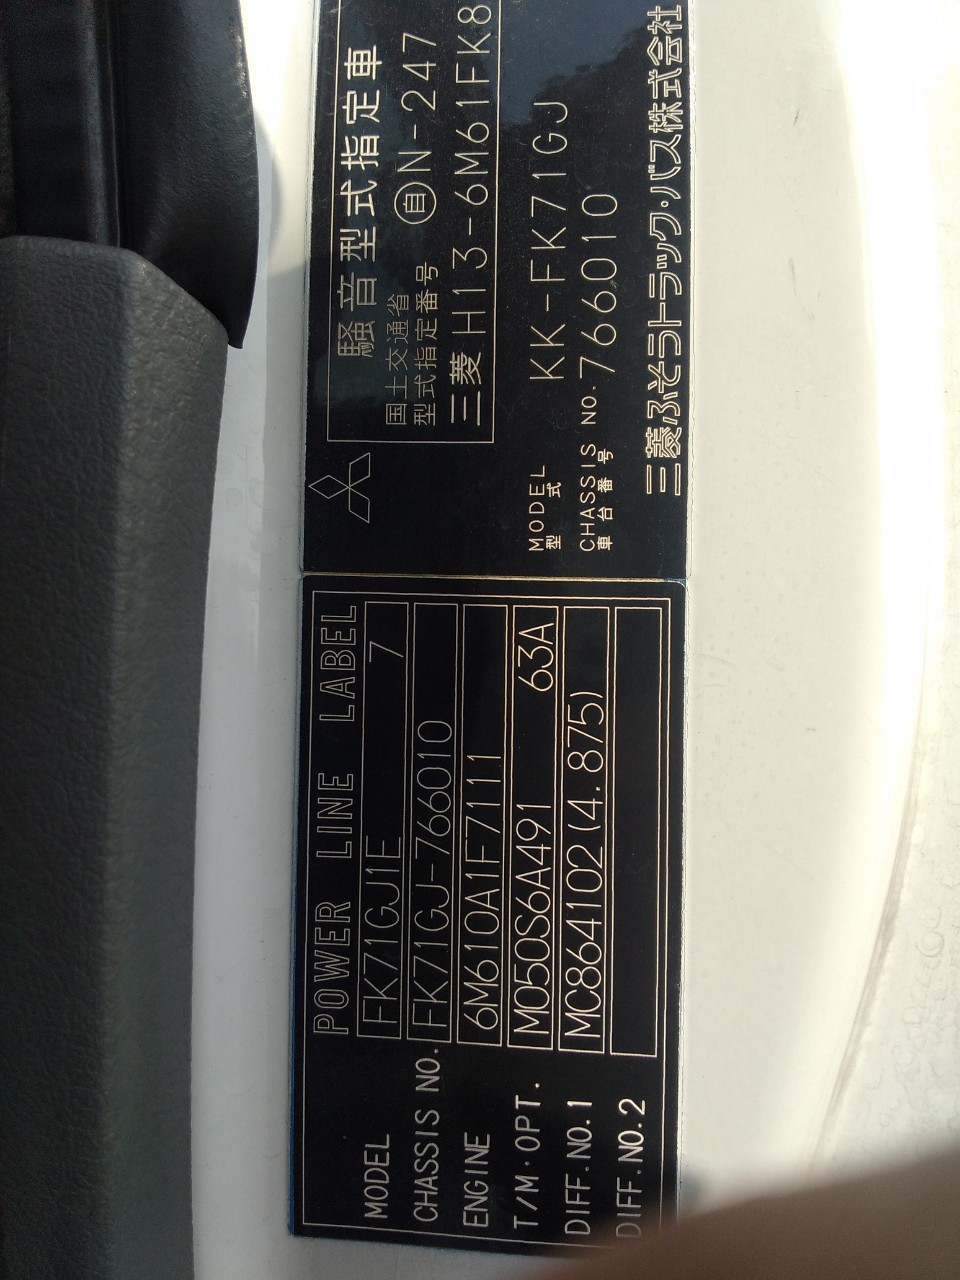 POWER LINE LABEL
MODEL FK71GJ1E 7
CHASSIS NO. FK71GJ-766010
ENGINE 6M610A1F7111
T/M·OPT. M050S6A491 63A
DIFF.NO.1 MC864102(4.875)
DIFF.NO.2
騒音型式指定車
国土交通省
型式指定番号 自N-247
三菱 H13-6M61FK8
MODEL
型式 KK-FK71GJ
CHASSIS NO. 766010
車台番号
三菱ふそうトラック・バス株式会社